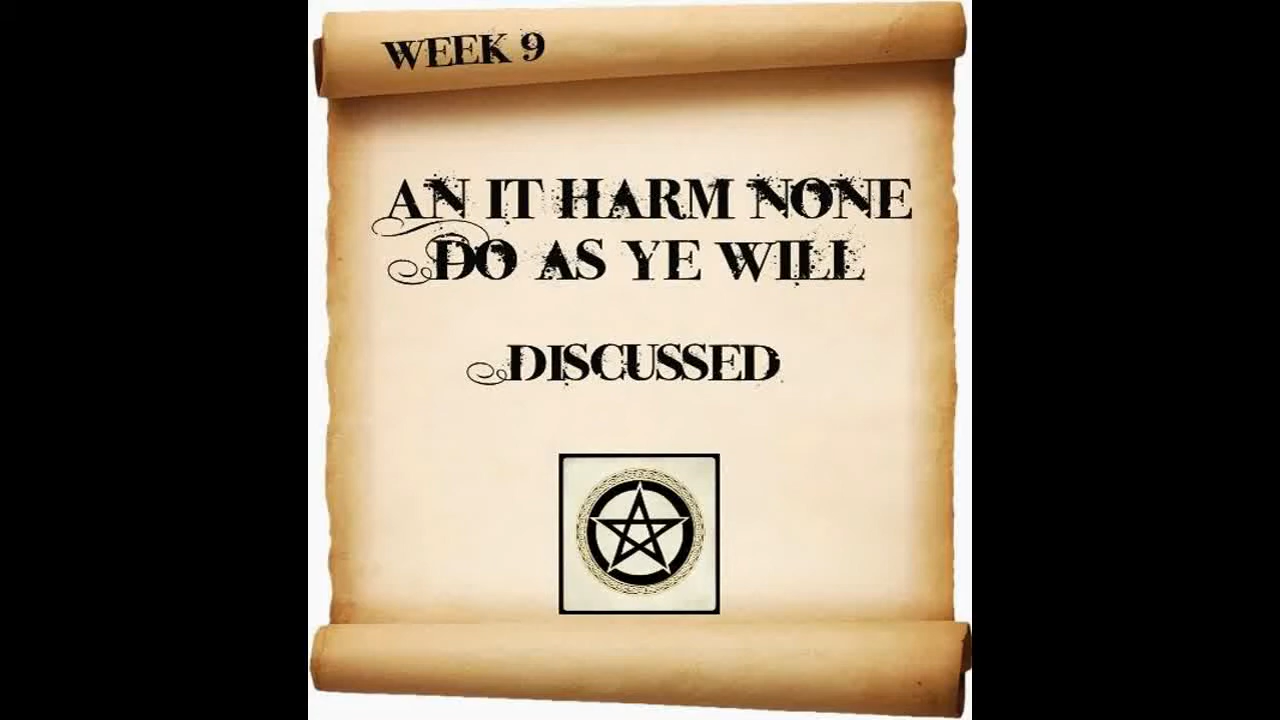 WEEK 9
AN IT HARM NONE
DO AS YE WILL
DISCUSSED